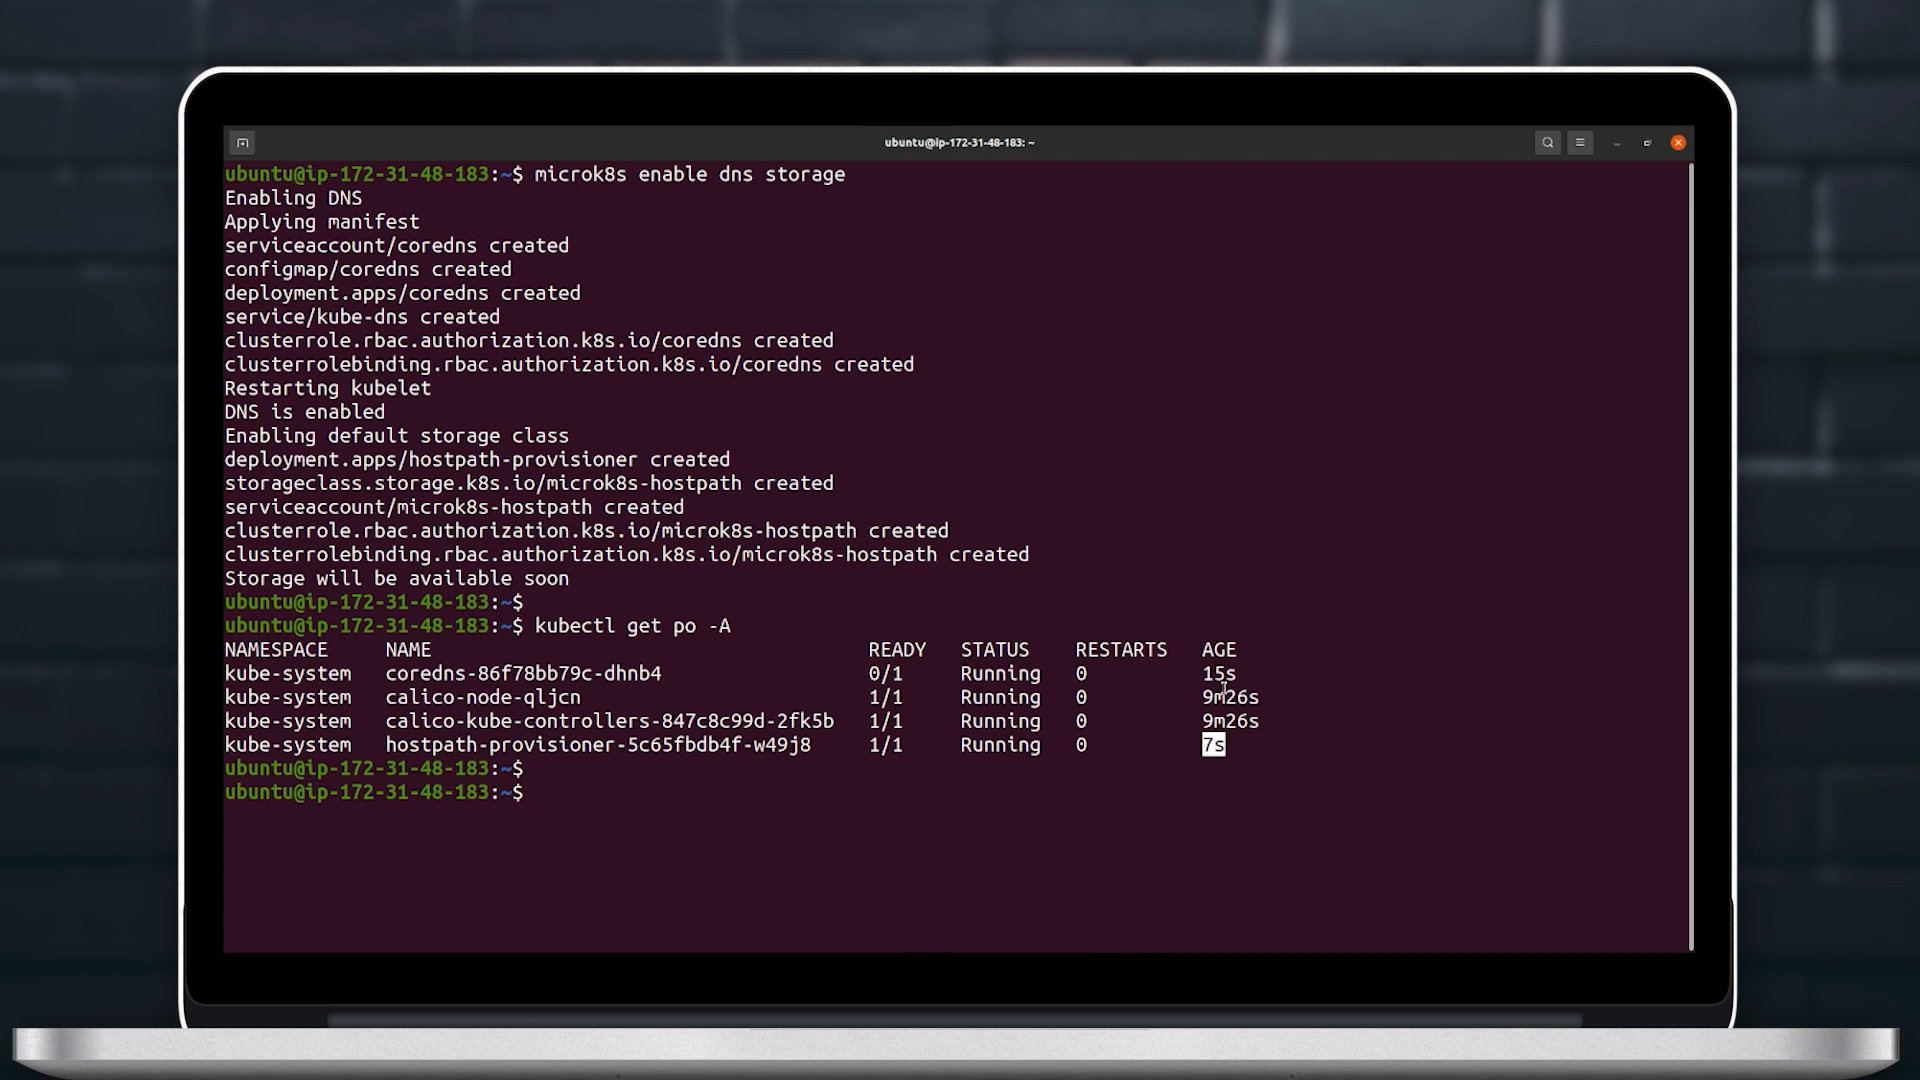 ubuntu@ip-172-31-48-183: ~
ubuntu@ip-172-31-48-183:~$ microk8s enable dns storage
Enabling DNS
Applying manifest
serviceaccount/coredns created
configmap/coredns created
deployment.apps/coredns created
service/kube-dns created
clusterrole.rbac.authorization.k8s.io/coredns created
clusterrolebinding.rbac.authorization.k8s.io/coredns created
Restarting kubelet
DNS is enabled
Enabling default storage class
deployment.apps/hostpath-provisioner created
storageclass.storage.k8s.io/microk8s-hostpath created
serviceaccount/microk8s-hostpath created
clusterrole.rbac.authorization.k8s.io/microk8s-hostpath created
clusterrolebinding.rbac.authorization.k8s.io/microk8s-hostpath created
Storage will be available soon
ubuntu@ip-172-31-48-183:~$
ubuntu@ip-172-31-48-183:~$ kubectl get po -A
NAMESPACE NAME READY STATUS RESTARTS AGE
kube-system coredns-86f78bb79c-dhnb4 0/1 Running 0 15s
kube-system calico-node-qljcn 1/1 Running 0 9m26s
kube-system calico-kube-controllers-847c8c99d-2fk5b 1/1 Running 0 9m26s
kube-system hostpath-provisioner-5c65fbdb4f-w49j8 1/1 Running 0 7s
ubuntu@ip-172-31-48-183:~$
ubuntu@ip-172-31-48-183:~$